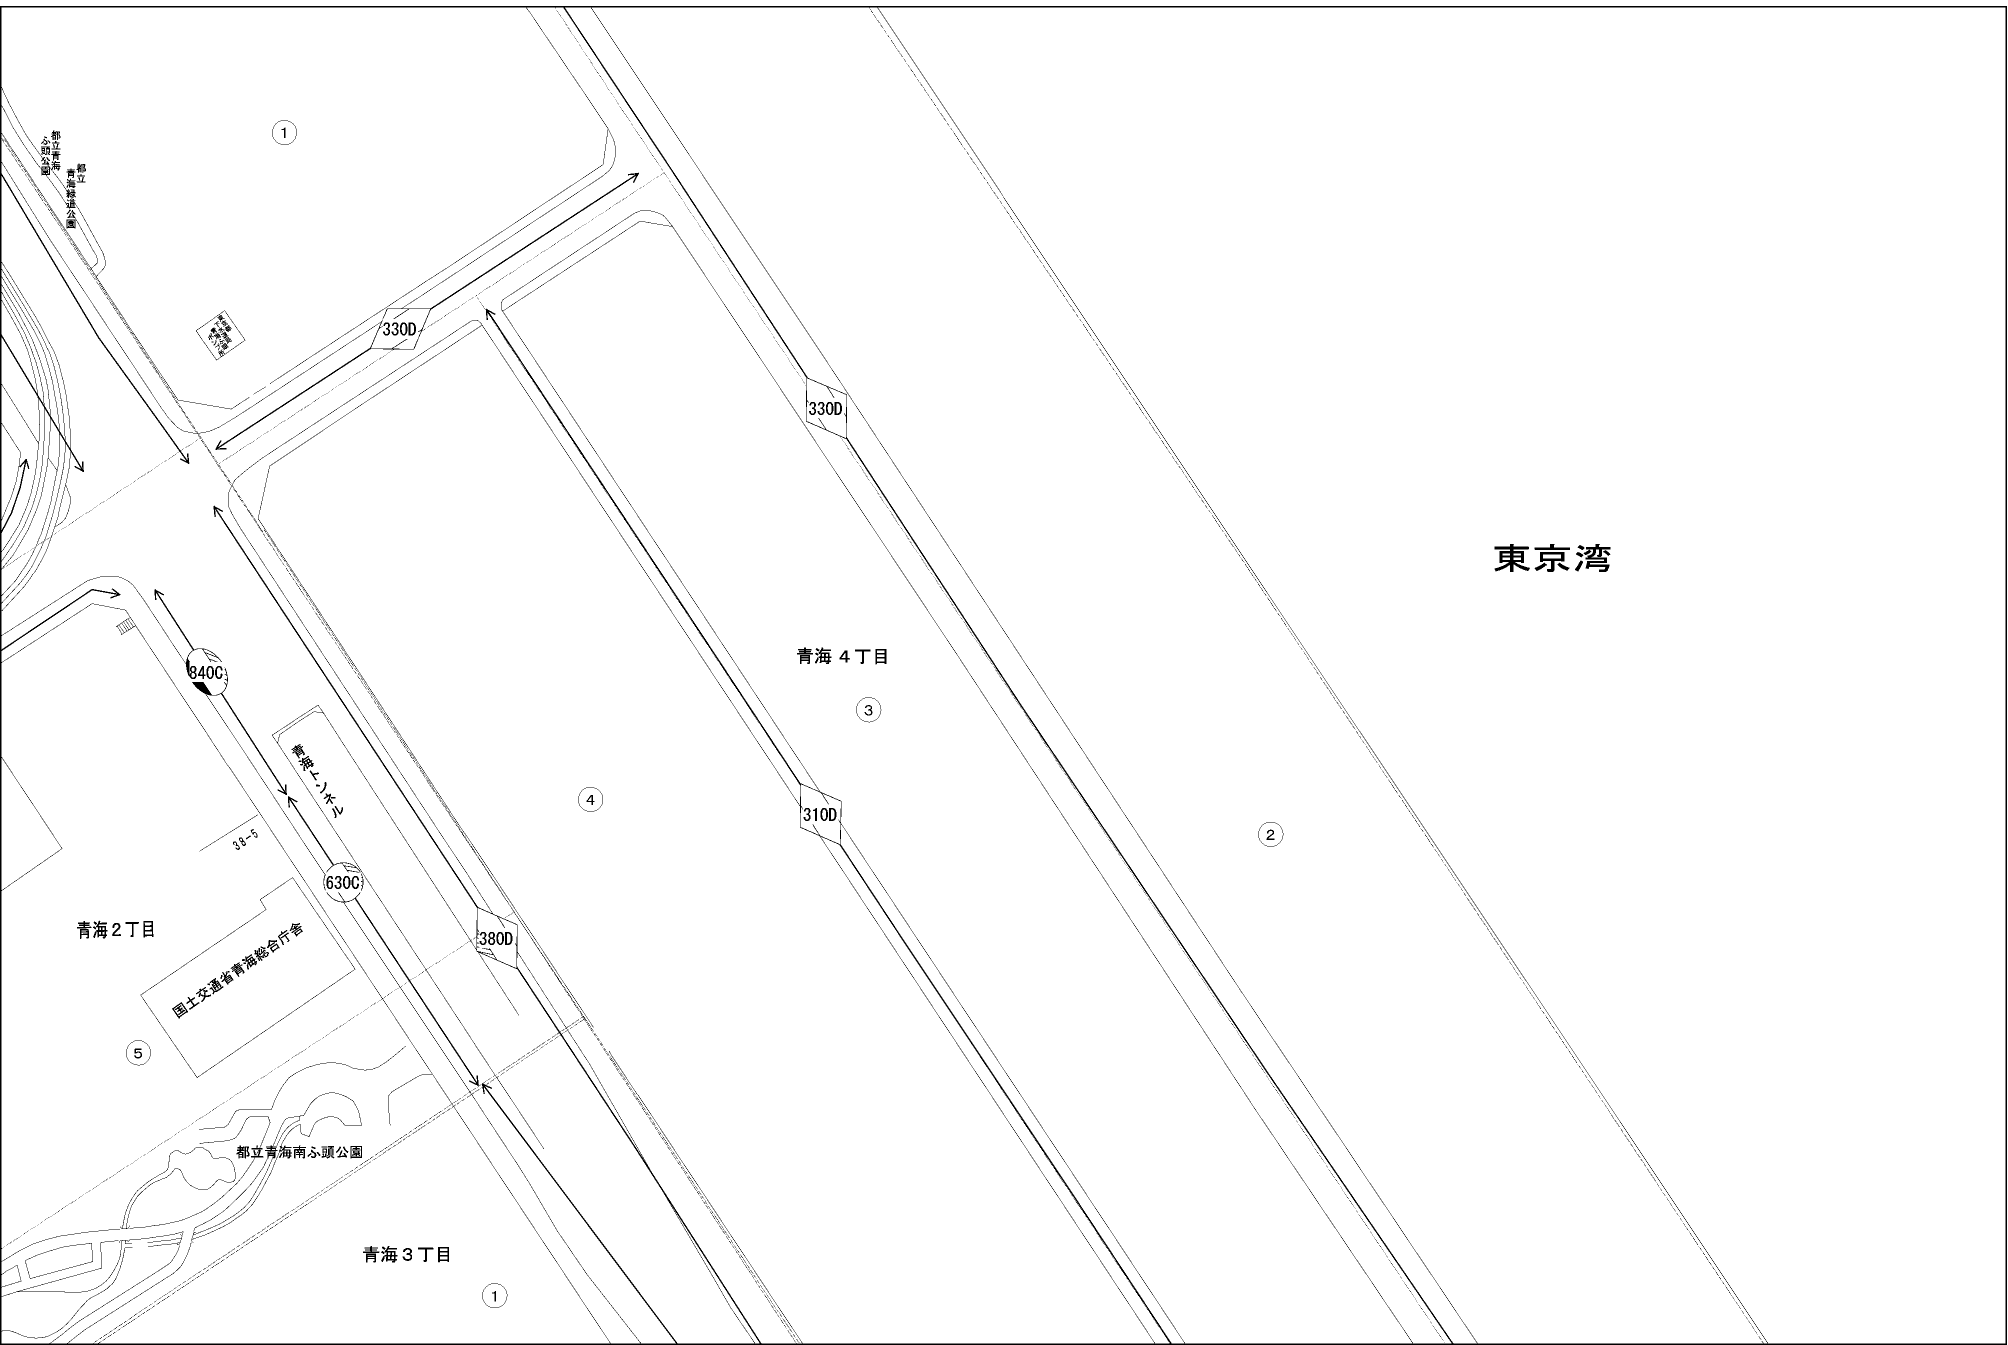 ①
都立青海
ふ頭公園
都立
青海緑道公園
330D
330D
東京湾
840C
青海４丁目
③
青海トンネル
④
310D
②
38-5
630C
青海２丁目
380D
国土交通省青海総合庁舎
⑤
都立青海南ふ頭公園
青海３丁目
①